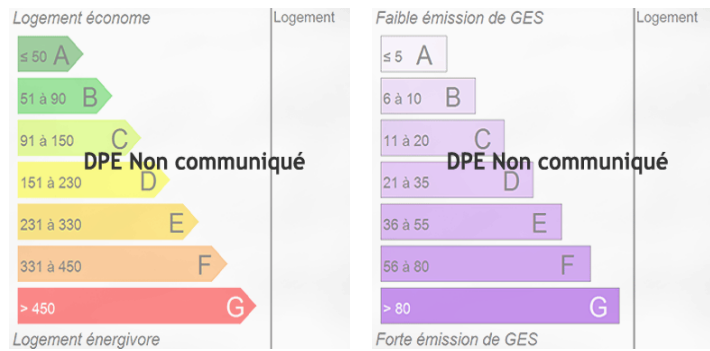 Logement économe
Logement
≤ 50 A
51 à 90 B
91 à 150 C
DPE Non communiqué
151 à 230 D
231 à 330 E
331 à 450 F
> 450 G
Logement énergivore
Faible émission de GES
Logement
≤ 5 A
6 à 10 B
11 à 20 C
DPE Non communiqué
21 à 35 D
36 à 55 E
56 à 80 F
> 80 G
Forte émission de GES